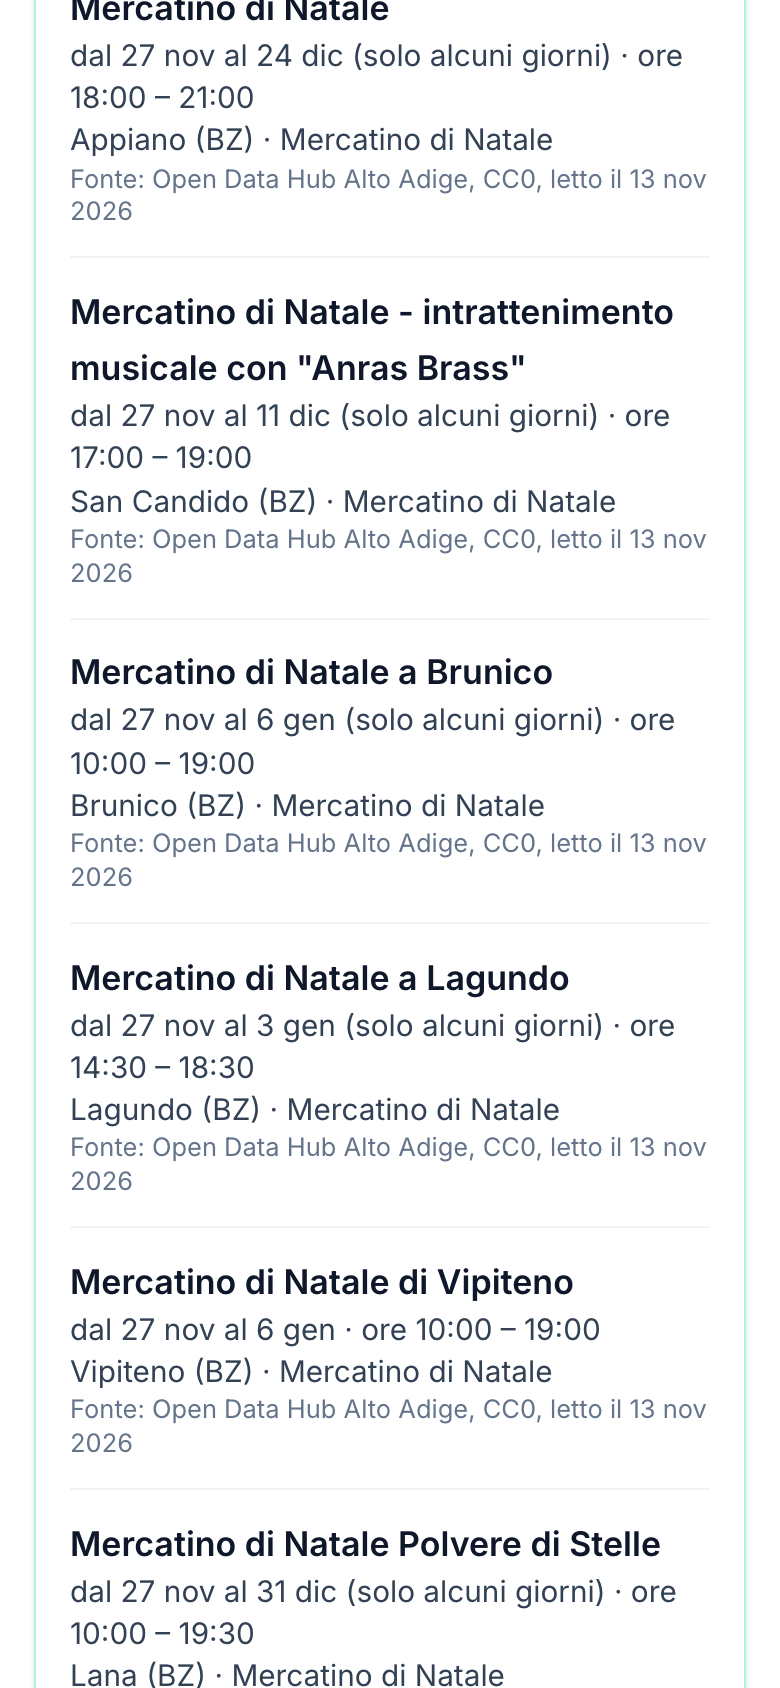 Mercatino di Natale
dal 27 nov al 24 dic (solo alcuni giorni) · ore
18:00 – 21:00
Appiano (BZ) · Mercatino di Natale
Fonte: Open Data Hub Alto Adige, CC0, letto il 13 nov
2026
Mercatino di Natale - intrattenimento
musicale con "Anras Brass"
dal 27 nov al 11 dic (solo alcuni giorni) · ore
17:00 – 19:00
San Candido (BZ) · Mercatino di Natale
Fonte: Open Data Hub Alto Adige, CC0, letto il 13 nov
2026
Mercatino di Natale a Brunico
dal 27 nov al 6 gen (solo alcuni giorni) · ore
10:00 – 19:00
Brunico (BZ) · Mercatino di Natale
Fonte: Open Data Hub Alto Adige, CC0, letto il 13 nov
2026
Mercatino di Natale a Lagundo
dal 27 nov al 3 gen (solo alcuni giorni) · ore
14:30 – 18:30
Lagundo (BZ) · Mercatino di Natale
Fonte: Open Data Hub Alto Adige, CC0, letto il 13 nov
2026
Mercatino di Natale di Vipiteno
dal 27 nov al 6 gen · ore 10:00 – 19:00
Vipiteno (BZ) · Mercatino di Natale
Fonte: Open Data Hub Alto Adige, CC0, letto il 13 nov
2026
Mercatino di Natale Polvere di Stelle
dal 27 nov al 31 dic (solo alcuni giorni) · ore
10:00 – 19:30
Lana (BZ) · Mercatino di Natale